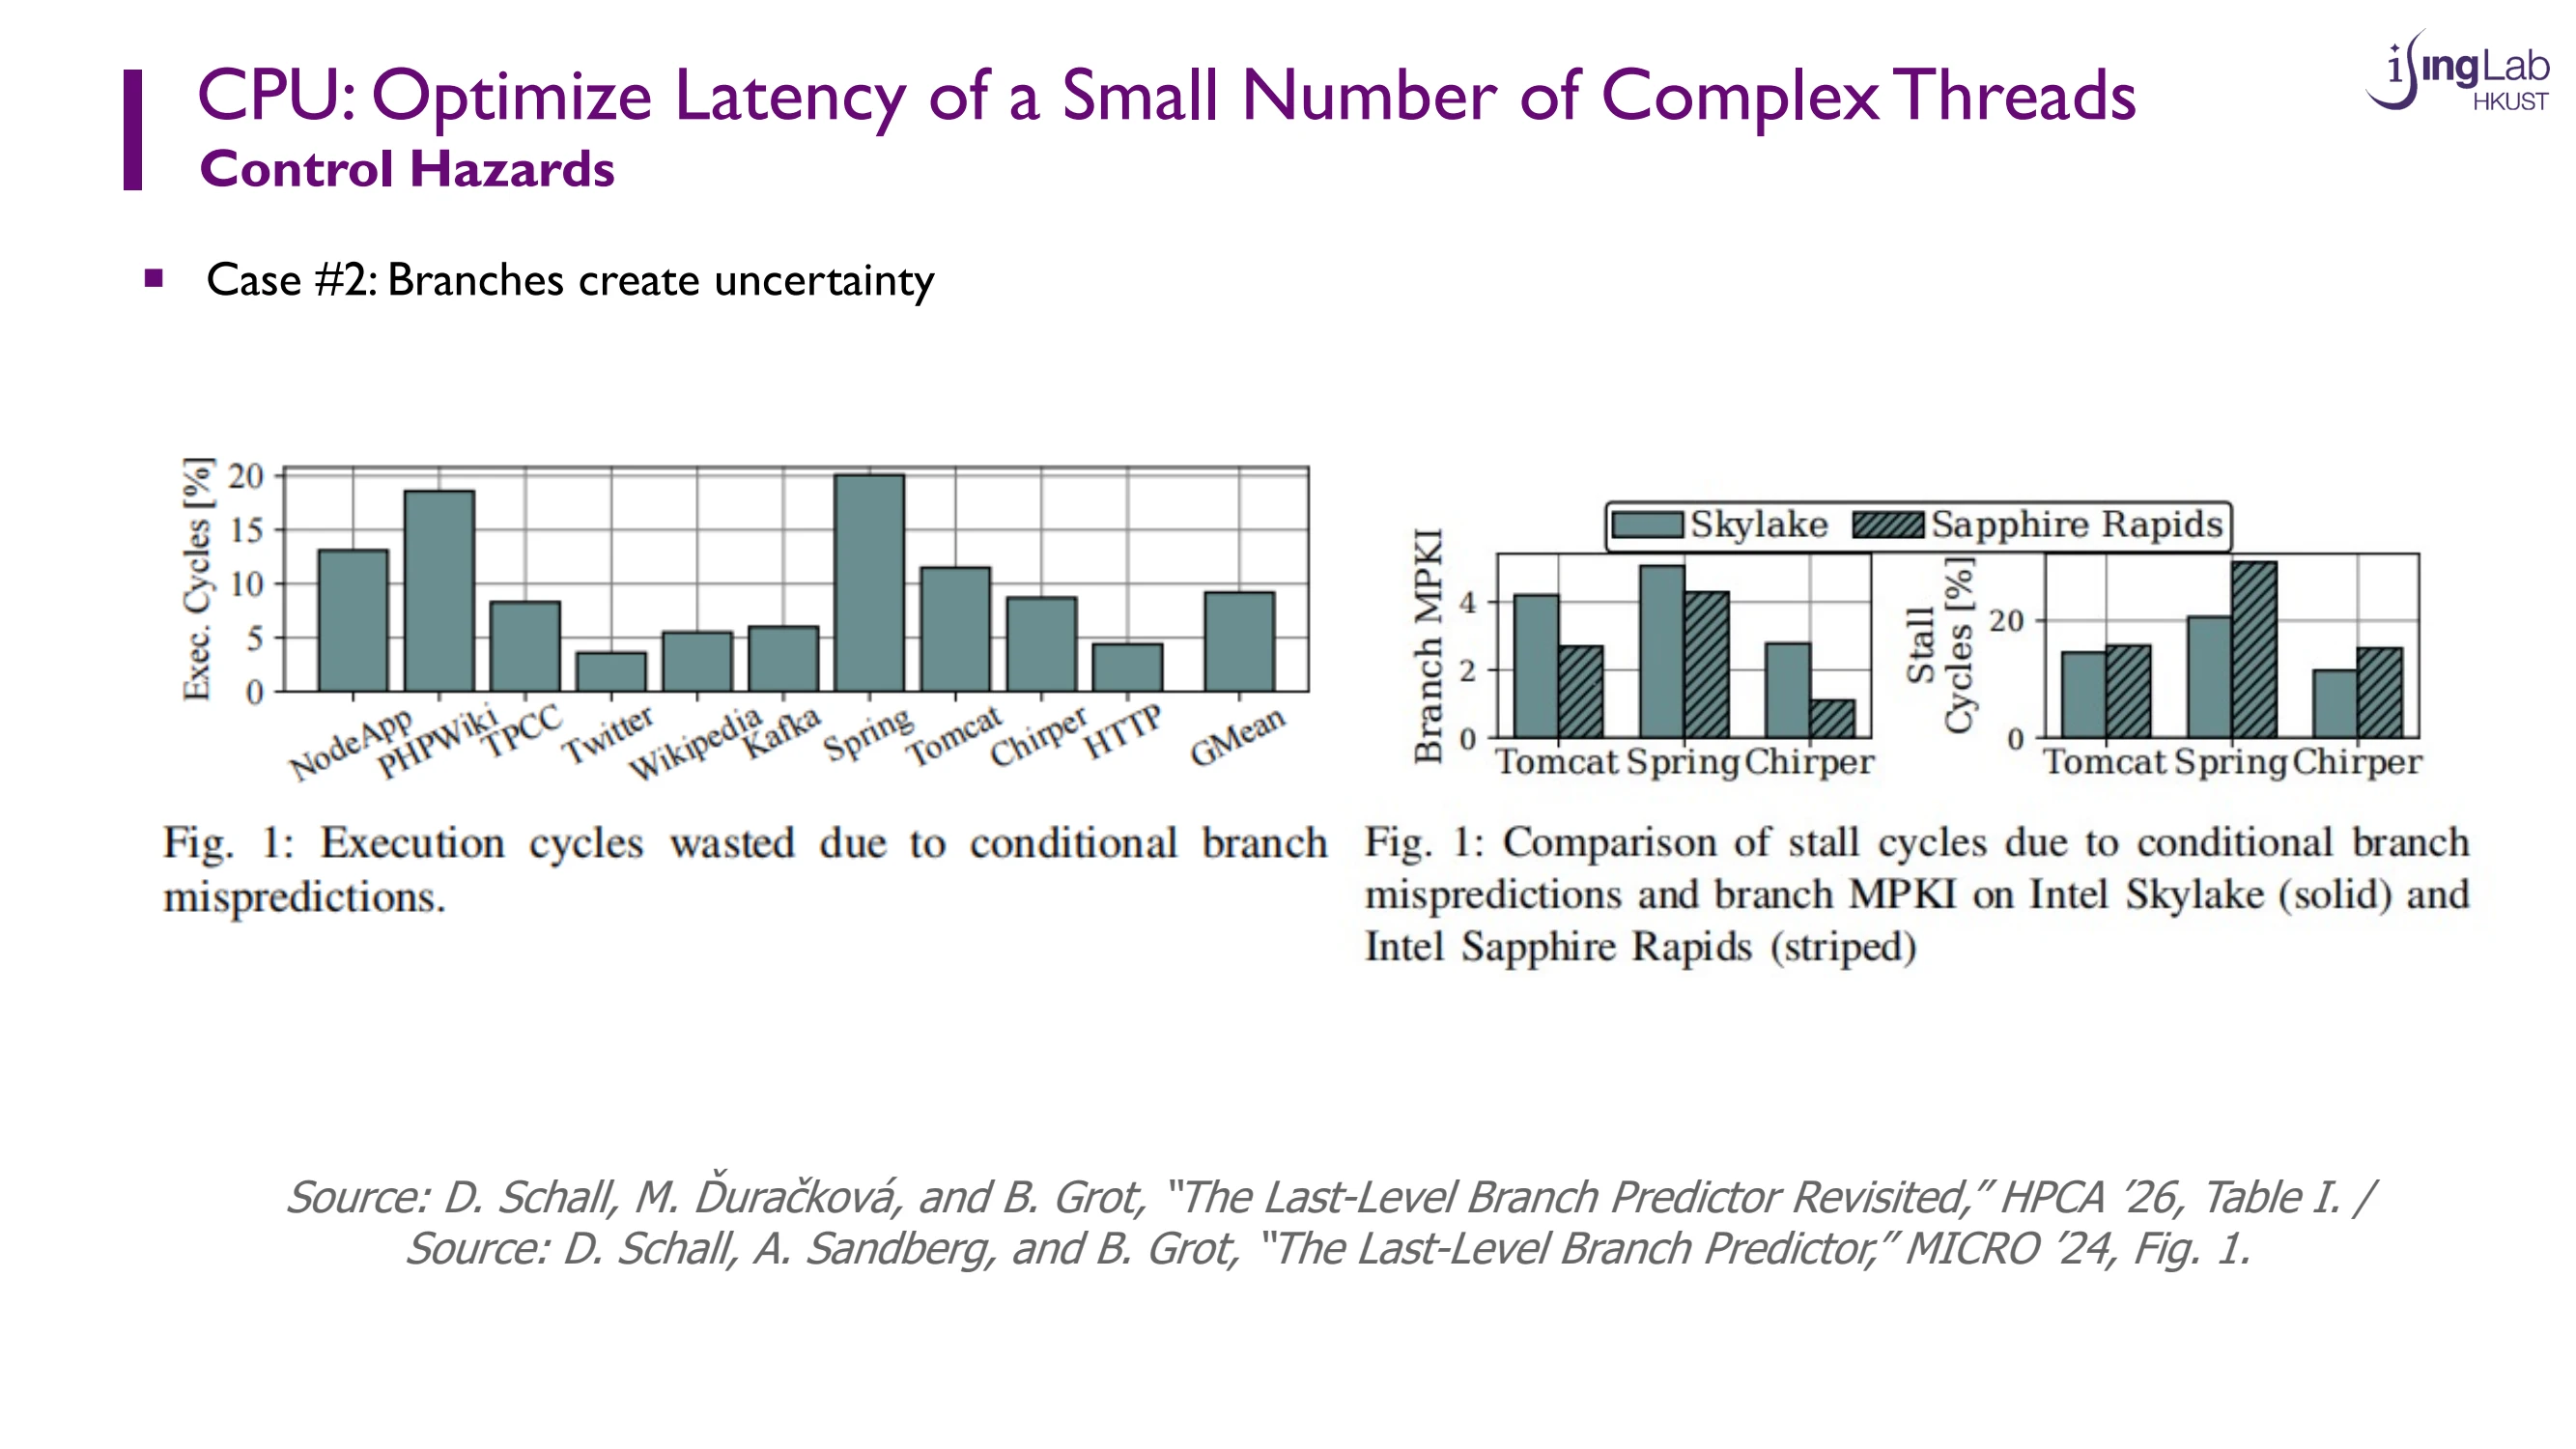 CPU: Optimize Latency of a Small Number of Complex Threads
Control Hazards
iSingLab
HKUST
Case #2: Branches create uncertainty
Exec. Cycles [%]
20
15
10
5
0
NodeApp
PHPWiki
TPCC
Twitter
Wikipedia
Kafka
Spring
Tomcat
Chirper
HTTP
GMean
Fig. 1: Execution cycles wasted due to conditional branch
mispredictions.
Skylake Sapphire Rapids
Branch MPKI
4
2
0
Tomcat Spring Chirper
Stall
Cycles [%]
20
0
Tomcat Spring Chirper
Fig. 1: Comparison of stall cycles due to conditional branch
mispredictions and branch MPKI on Intel Skylake (solid) and
Intel Sapphire Rapids (striped)
Source: D. Schall, M. Ďuračková, and B. Grot, “The Last-Level Branch Predictor Revisited,” HPCA ’26, Table I. /
Source: D. Schall, A. Sandberg, and B. Grot, “The Last-Level Branch Predictor,” MICRO ’24, Fig. 1.